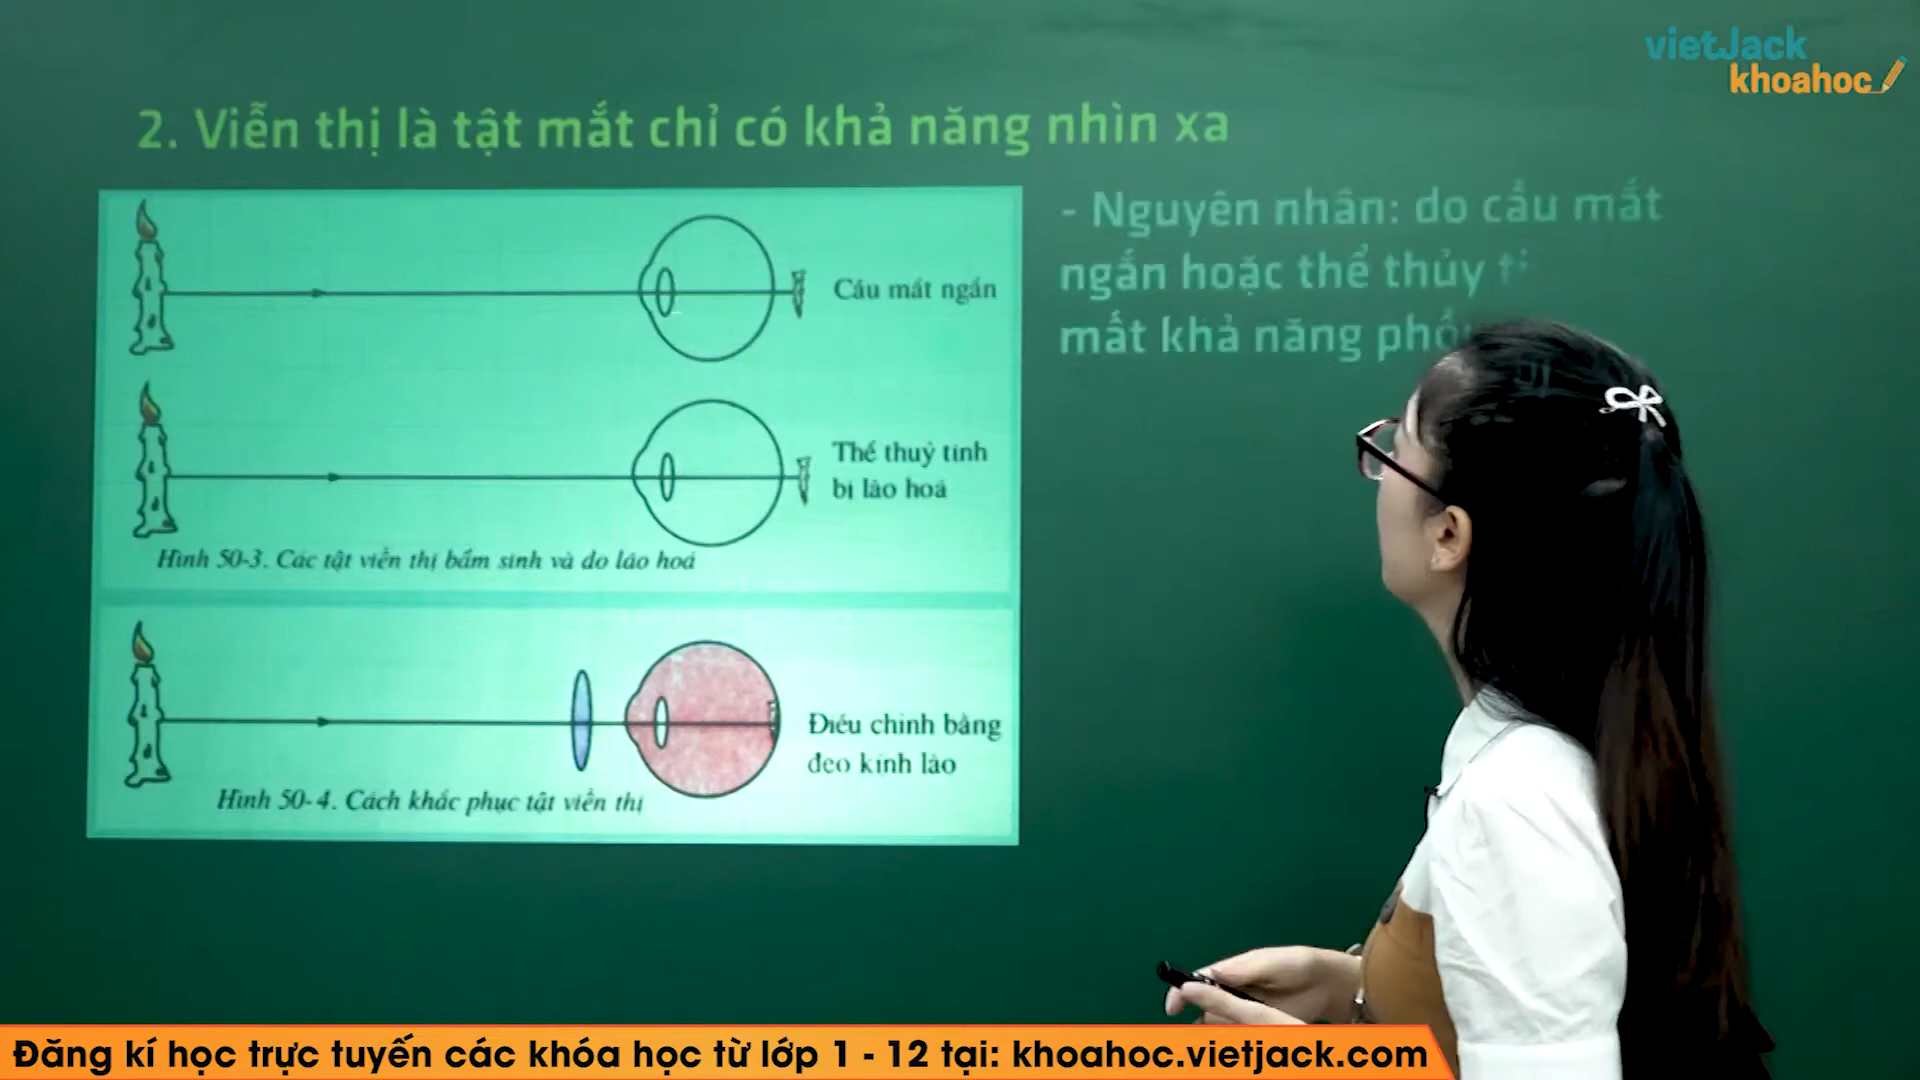 vietJack
khoahoc
2. Viễn thị là tật mắt chỉ có khả năng nhìn xa
- Nguyên nhân: do cầu mắt
ngắn hoặc thể thủy
mất khả năng
Cầu mắt ngắn
Thể thuỷ tinh
bị lão hoá
Hình 50-3. Các tật viễn thị bẩm sinh và do lão hoá
Điều chỉnh bằng
đeo kính lão
Hình 50-4. Cách khắc phục tật viễn thị
Đăng kí học trực tuyến các khóa học từ lớp 1 - 12 tại: khoahoc.vietjack.com